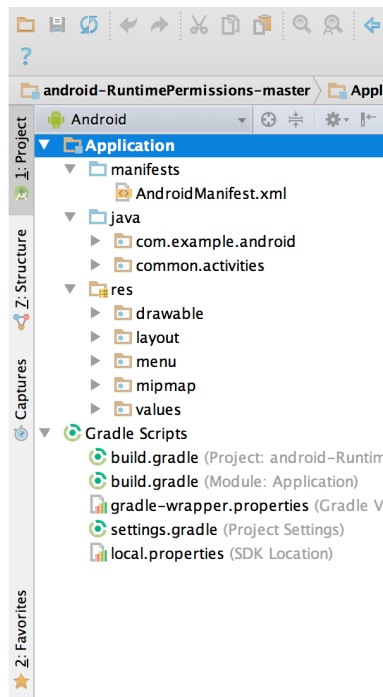 ?
android-RuntimePermissions-master
Appl
Android
Application
manifests
AndroidManifest.xml
java
com.example.android
common.activities
res
drawable
layout
menu
mipmap
values
Gradle Scripts
build.gradle (Project: android-Runtim
build.gradle (Module: Application)
gradle-wrapper.properties (Gradle V
settings.gradle (Project Settings)
local.properties (SDK Location)
1: Project
7: Structure
Captures
2: Favorites